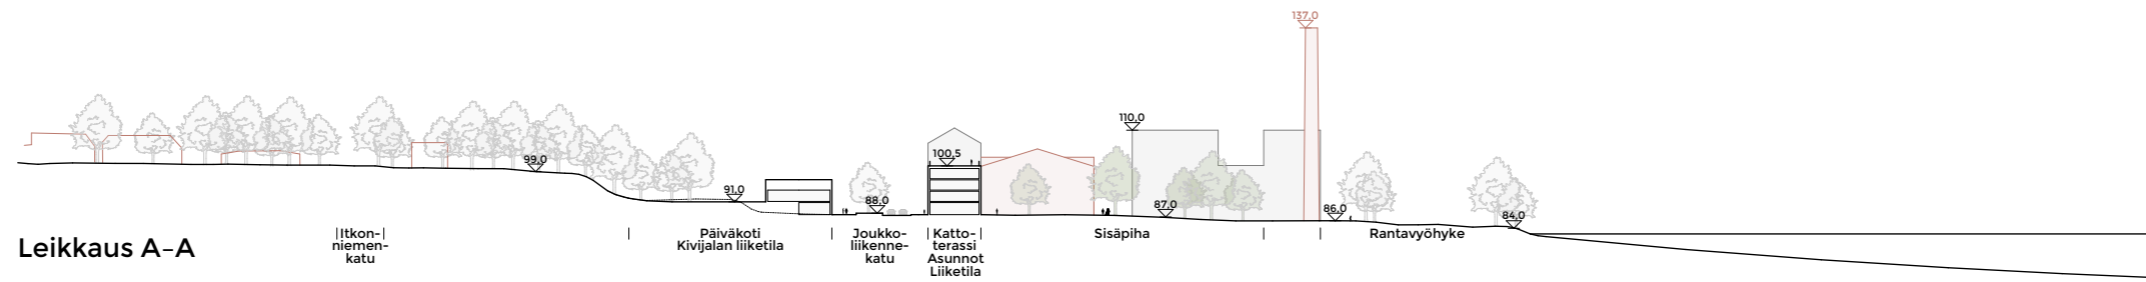 137,0
110,0
100,5
99,0
91,0
88,0
87,0
86,0
84,0
Leikkaus A–A
Itkon-
niemen-
katu
Päiväkoti
Kivijalan liiketila
Joukko-
liikenne-
katu
Katto-
terassi
Asunnot
Liiketila
Sisäpiha
Rantavyöhyke